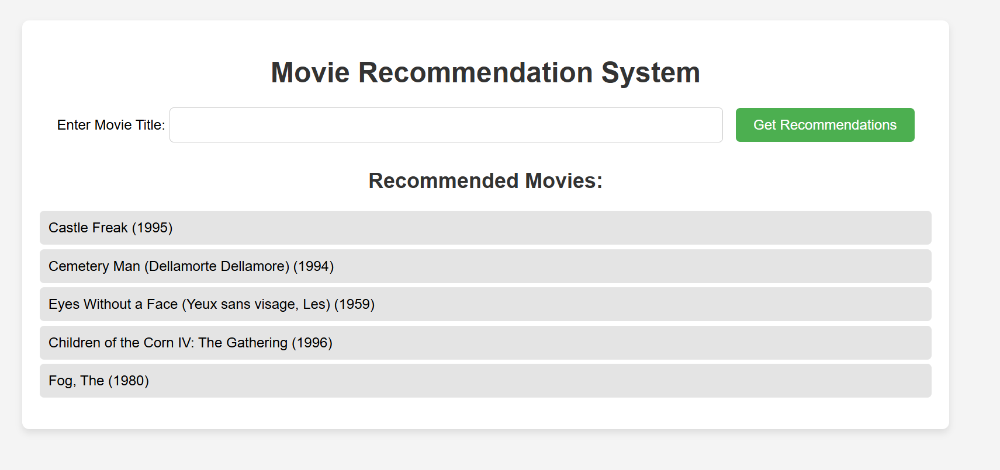 Movie Recommendation System
Enter Movie Title: Get Recommendations
Recommended Movies:
Castle Freak (1995)
Cemetery Man (Dellamorte Dellamore) (1994)
Eyes Without a Face (Yeux sans visage, Les) (1959)
Children of the Corn IV: The Gathering (1996)
Fog, The (1980)